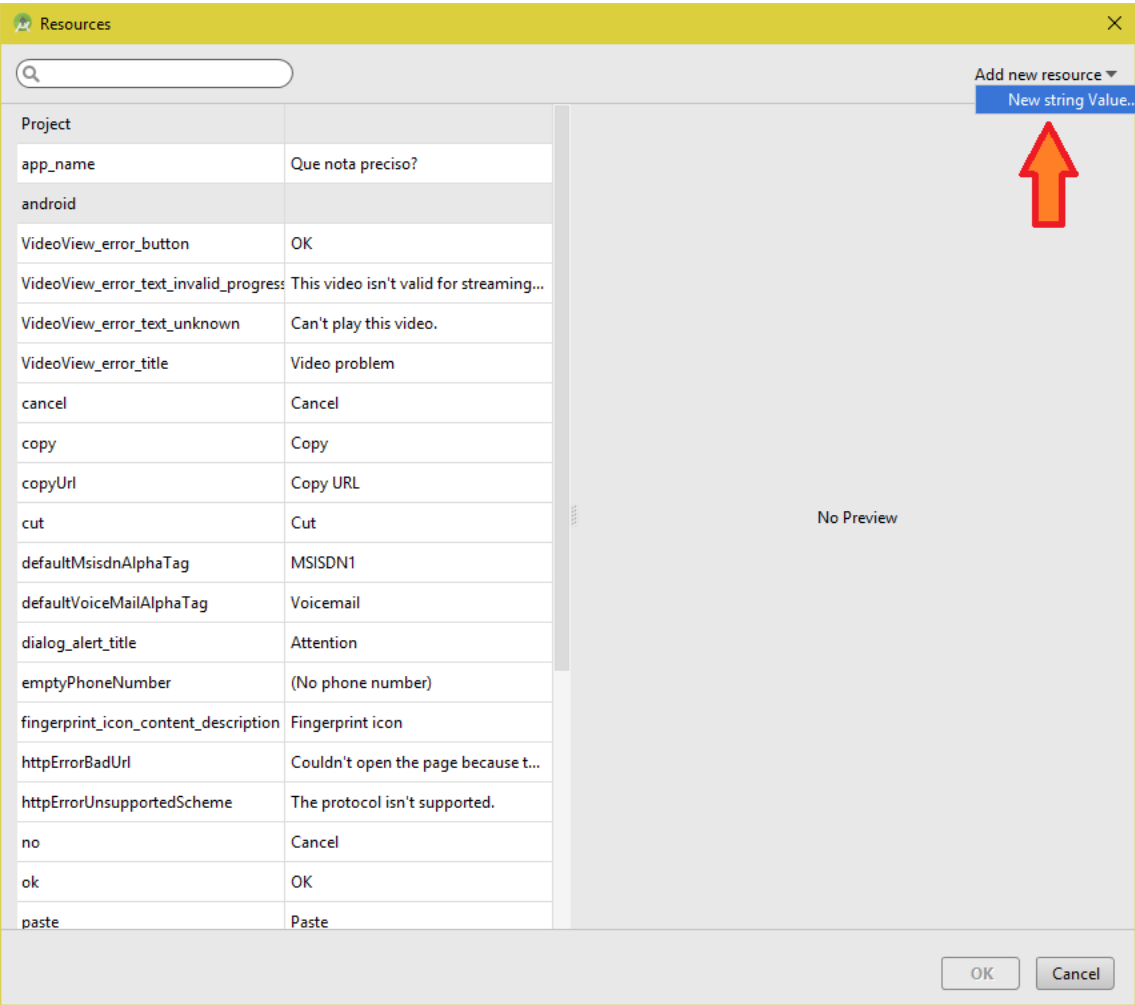 Resources
Add new resource
New string Value..
Project
app_name Que nota preciso?
android
VideoView_error_button OK
VideoView_error_text_invalid_progress This video isn't valid for streaming...
VideoView_error_text_unknown Can't play this video.
VideoView_error_title Video problem
cancel Cancel
copy Copy
copyUrl Copy URL
cut Cut
defaultMsisdnAlphaTag MSISDN1
defaultVoiceMailAlphaTag Voicemail
dialog_alert_title Attention
emptyPhoneNumber (No phone number)
fingerprint_icon_content_description Fingerprint icon
httpErrorBadUrl Couldn't open the page because t...
httpErrorUnsupportedScheme The protocol isn't supported.
no Cancel
ok OK
paste Paste
No Preview
OK Cancel